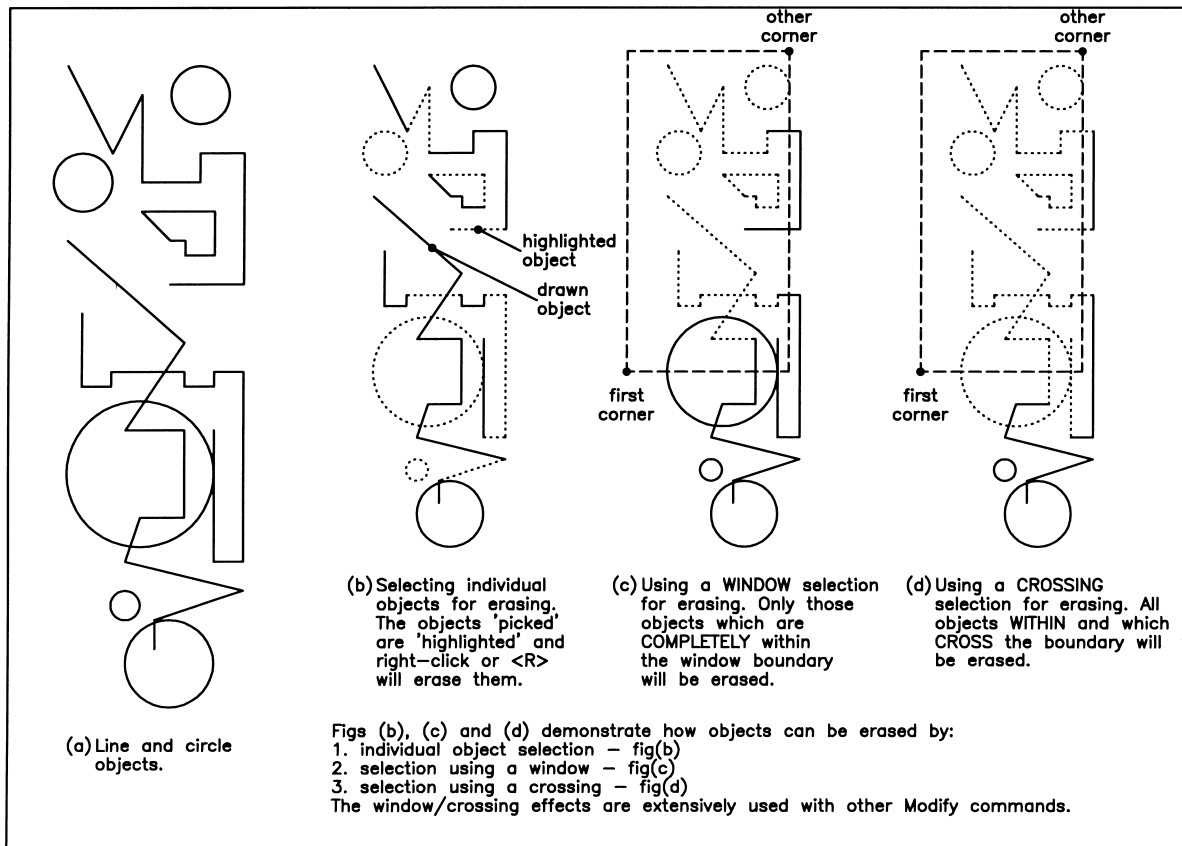 other
corner
other
corner
highlighted
object
drawn
object
first
corner
first
corner
(a) Line and circle
objects.
(b) Selecting individual
objects for erasing.
The objects 'picked'
are 'highlighted' and
right-click or <R>
will erase them.
(c) Using a WINDOW selection
for erasing. Only those
objects which are
COMPLETELY within
the window boundary
will be erased.
(d) Using a CROSSING
selection for erasing. All
objects WITHIN and which
CROSS the boundary will
be erased.
Figs (b), (c) and (d) demonstrate how objects can be erased by:
1. individual object selection – fig(b)
2. selection using a window – fig(c)
3. selection using a crossing – fig(d)
The window/crossing effects are extensively used with other Modify commands.